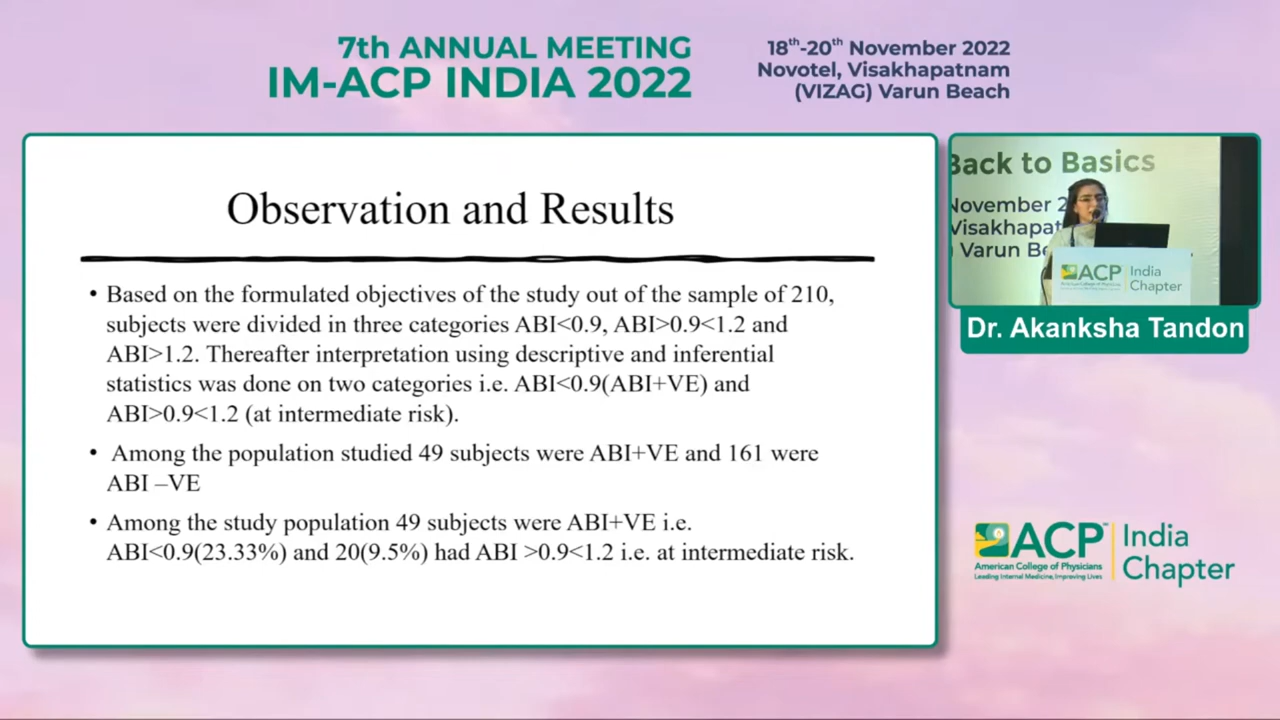 7th ANNUAL MEETING
IM-ACP INDIA 2022
18th-20th November 2022
Novotel, Visakhapatnam
(VIZAG) Varun Beach
Observation and Results
• Based on the formulated objectives of the study out of the sample of 210,
subjects were divided in three categories ABI<0.9, ABI>0.9<1.2 and
ABI>1.2. Thereafter interpretation using descriptive and inferential
statistics was done on two categories i.e. ABI<0.9(ABI+VE) and
ABI>0.9<1.2 (at intermediate risk).
• Among the population studied 49 subjects were ABI+VE and 161 were
ABI –VE
• Among the study population 49 subjects were ABI+VE i.e.
ABI<0.9(23.33%) and 20(9.5%) had ABI >0.9<1.2 i.e. at intermediate risk.
Back to Basics
November 2
Visakhapat
Varun Be
ACP India
Chapter
Dr. Akanksha Tandon
ACP™ India
American College of Physicians Chapter
Leading Internal Medicine, Improving Lives